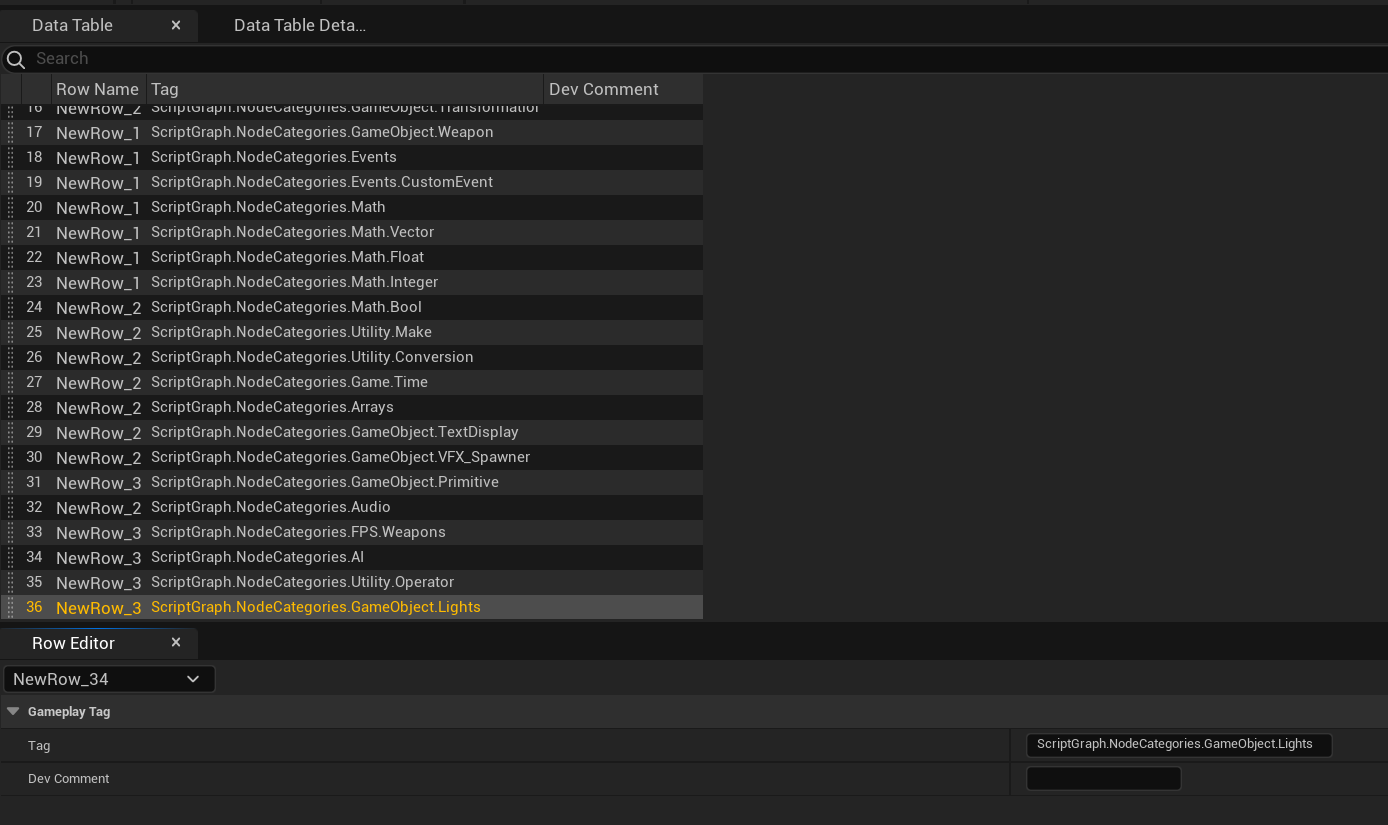 Data Table × Data Table Deta...
Search
Row Name Tag Dev Comment
16 NewRow_2 ScriptGraph.NodeCategories.GameObject.Transformation
17 NewRow_1 ScriptGraph.NodeCategories.GameObject.Weapon
18 NewRow_1 ScriptGraph.NodeCategories.Events
19 NewRow_1 ScriptGraph.NodeCategories.Events.CustomEvent
20 NewRow_1 ScriptGraph.NodeCategories.Math
21 NewRow_1 ScriptGraph.NodeCategories.Math.Vector
22 NewRow_1 ScriptGraph.NodeCategories.Math.Float
23 NewRow_1 ScriptGraph.NodeCategories.Math.Integer
24 NewRow_2 ScriptGraph.NodeCategories.Math.Bool
25 NewRow_2 ScriptGraph.NodeCategories.Utility.Make
26 NewRow_2 ScriptGraph.NodeCategories.Utility.Conversion
27 NewRow_2 ScriptGraph.NodeCategories.Game.Time
28 NewRow_2 ScriptGraph.NodeCategories.Arrays
29 NewRow_2 ScriptGraph.NodeCategories.GameObject.TextDisplay
30 NewRow_2 ScriptGraph.NodeCategories.GameObject.VFX_Spawner
31 NewRow_3 ScriptGraph.NodeCategories.GameObject.Primitive
32 NewRow_2 ScriptGraph.NodeCategories.Audio
33 NewRow_3 ScriptGraph.NodeCategories.FPS.Weapons
34 NewRow_3 ScriptGraph.NodeCategories.AI
35 NewRow_3 ScriptGraph.NodeCategories.Utility.Operator
36 NewRow_3 ScriptGraph.NodeCategories.GameObject.Lights
Row Editor ×
NewRow_34
Gameplay Tag
Tag ScriptGraph.NodeCategories.GameObject.Lights
Dev Comment